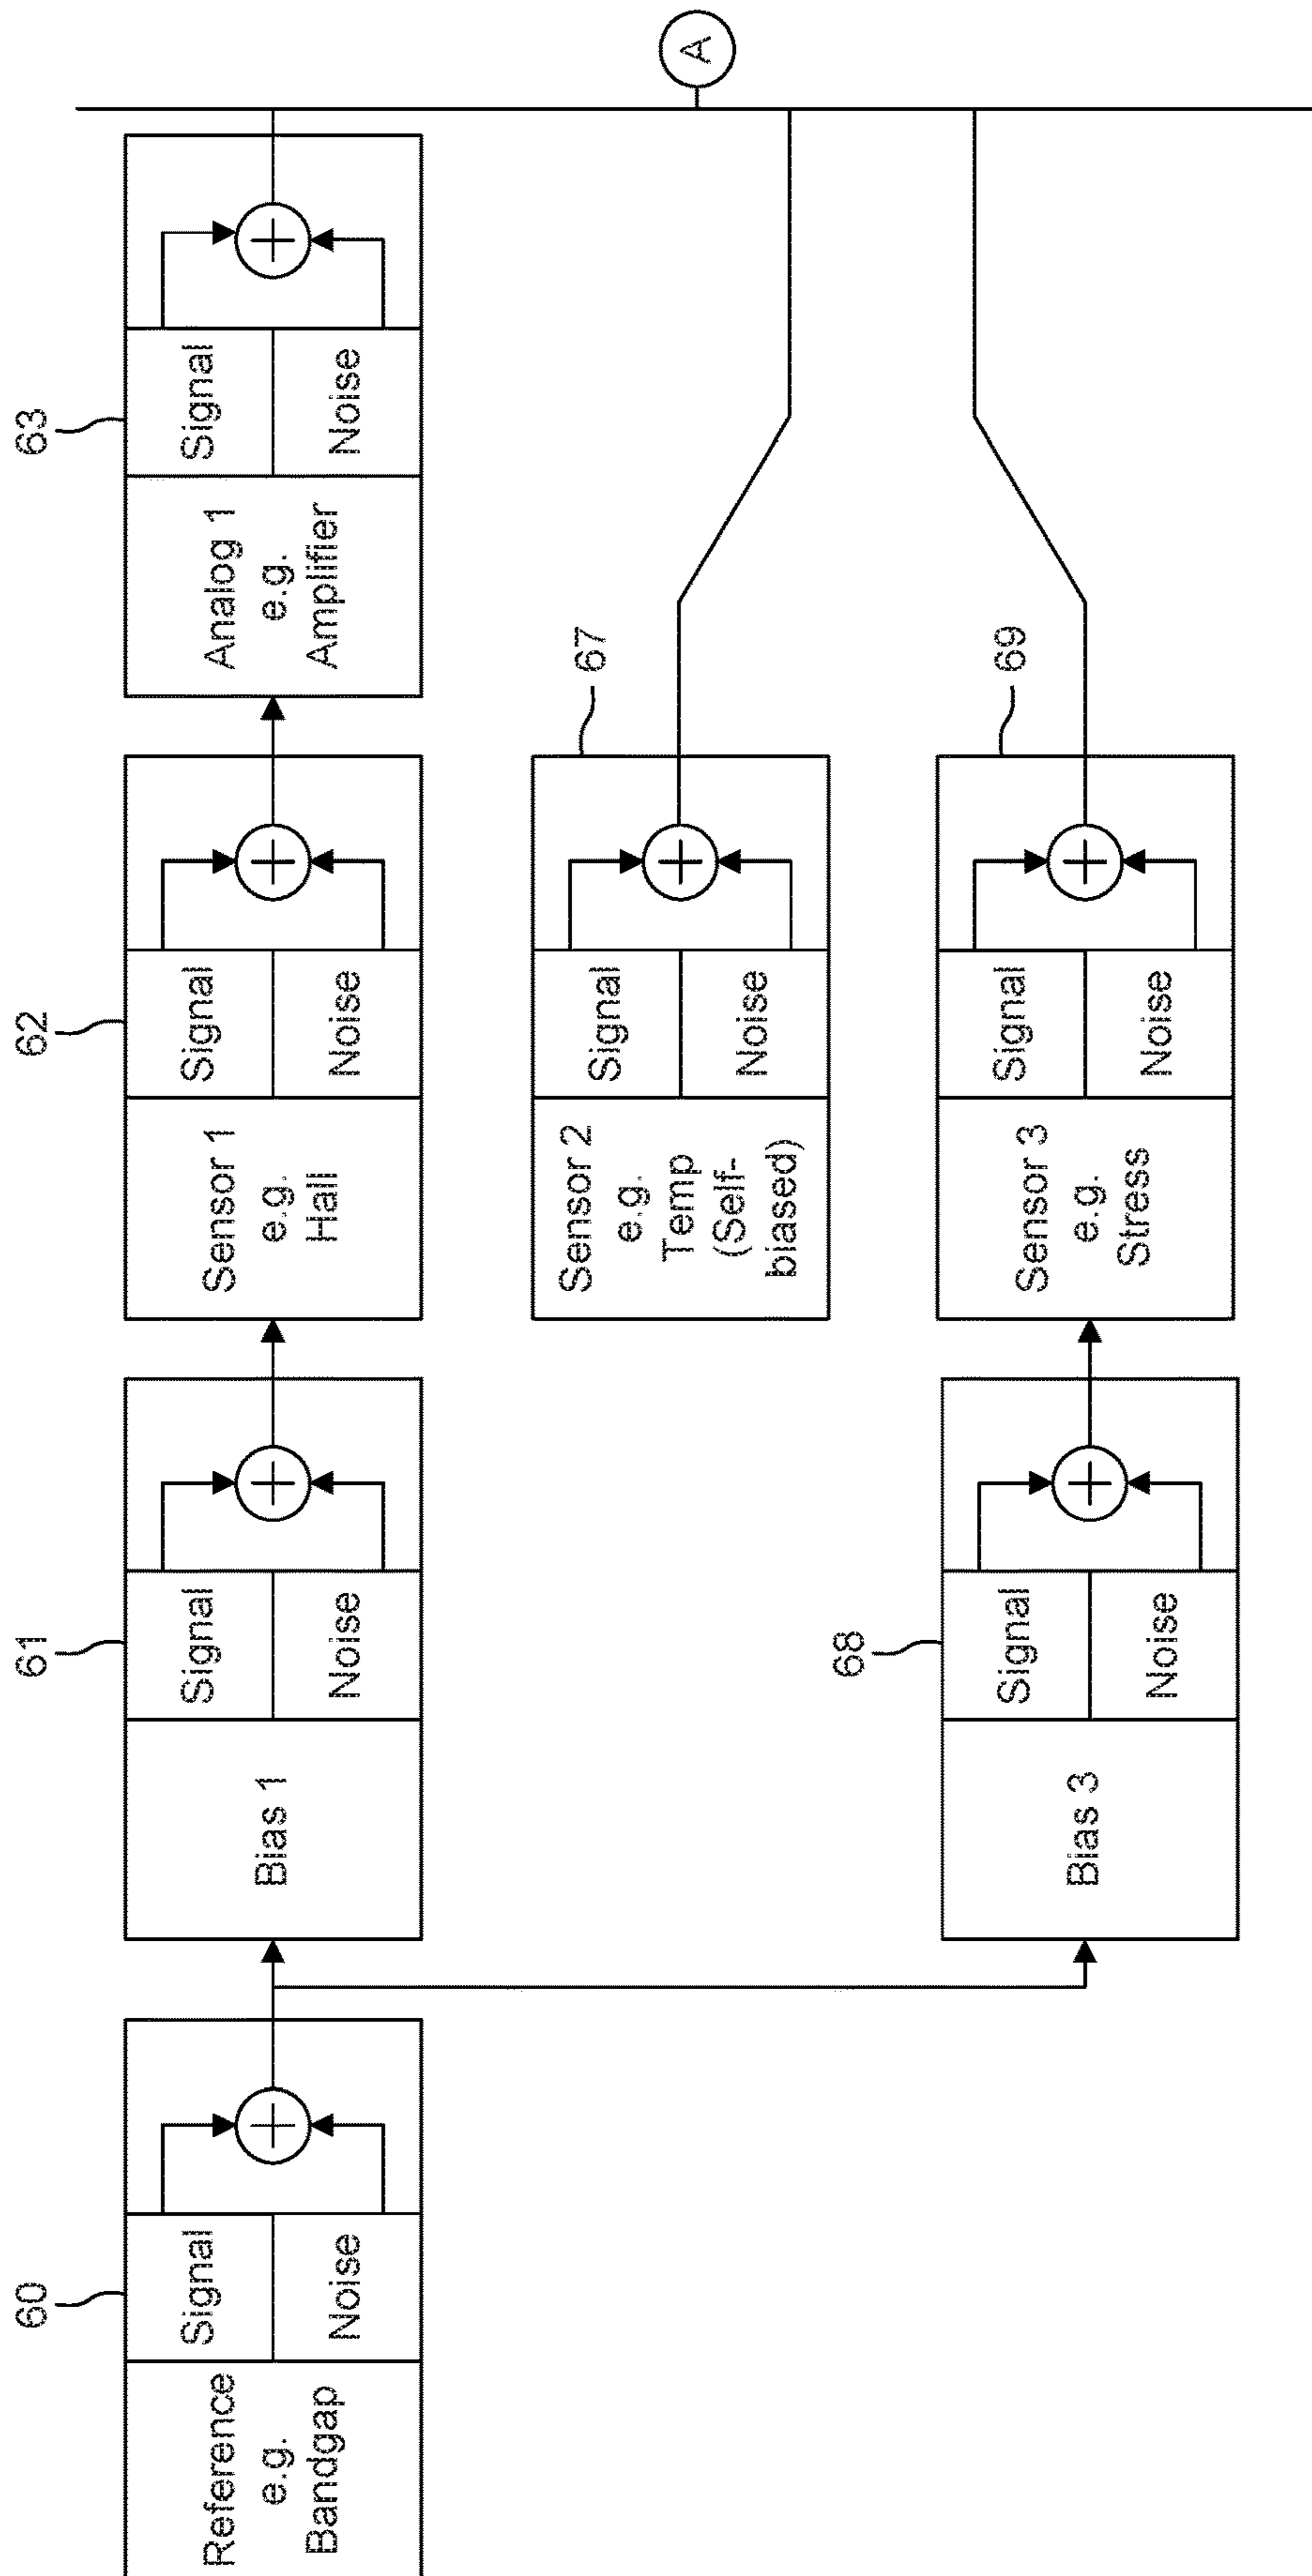 60
Reference
e.g.
Bandgap
Signal
Noise
61
Bias 1
Signal
Noise
62
Sensor 1
e.g.
Hall
Signal
Noise
63
Analog 1
e.g.
Amplifier
Signal
Noise
67
Sensor 2
e.g.
Temp
(Self-
biased)
Signal
Noise
68
Bias 3
Signal
Noise
69
Sensor 3
e.g.
Stress
Signal
Noise
A